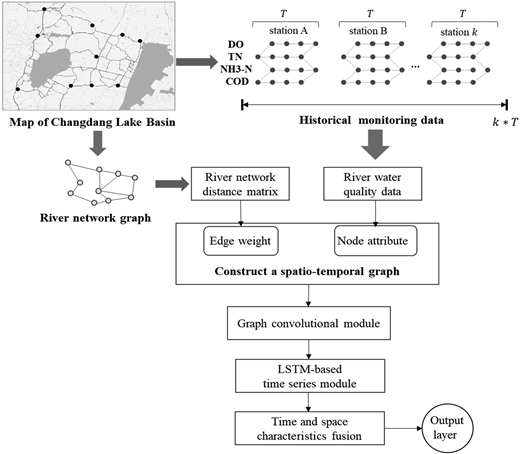 T T T
station A station B station k
DO
TN
NH3-N
COD
...
Map of Changdang Lake Basin
Historical monitoring data
k * T
River network graph
River network
distance matrix
River water
quality data
Edge weight
Node attribute
Construct a spatio-temporal graph
Graph convolutional module
LSTM-based
time series module
Time and space
characteristics fusion
Output
layer